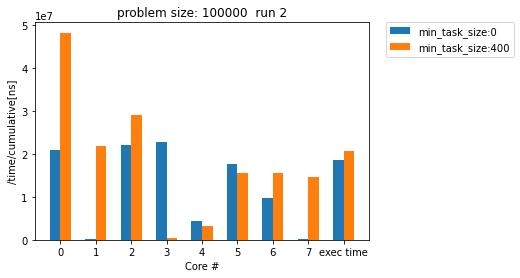 problem size: 100000 run 2
1e7
5
4
3
2
1
0
/time/cumulative[ns]
0 1 2 3 4 5 6 7 exec time
Core #
min_task_size:0
min_task_size:400